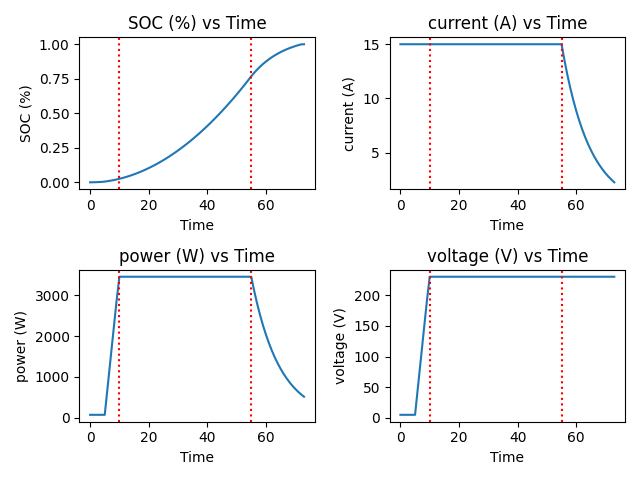 SOC (%) vs Time
1.00
0.75
0.50
0.25
0.00
SOC (%)
0 20 40 60
Time
current (A) vs Time
15
10
5
current (A)
0 20 40 60
Time
power (W) vs Time
3000
2000
1000
0
power (W)
0 20 40 60
Time
voltage (V) vs Time
200
150
100
50
0
voltage (V)
0 20 40 60
Time